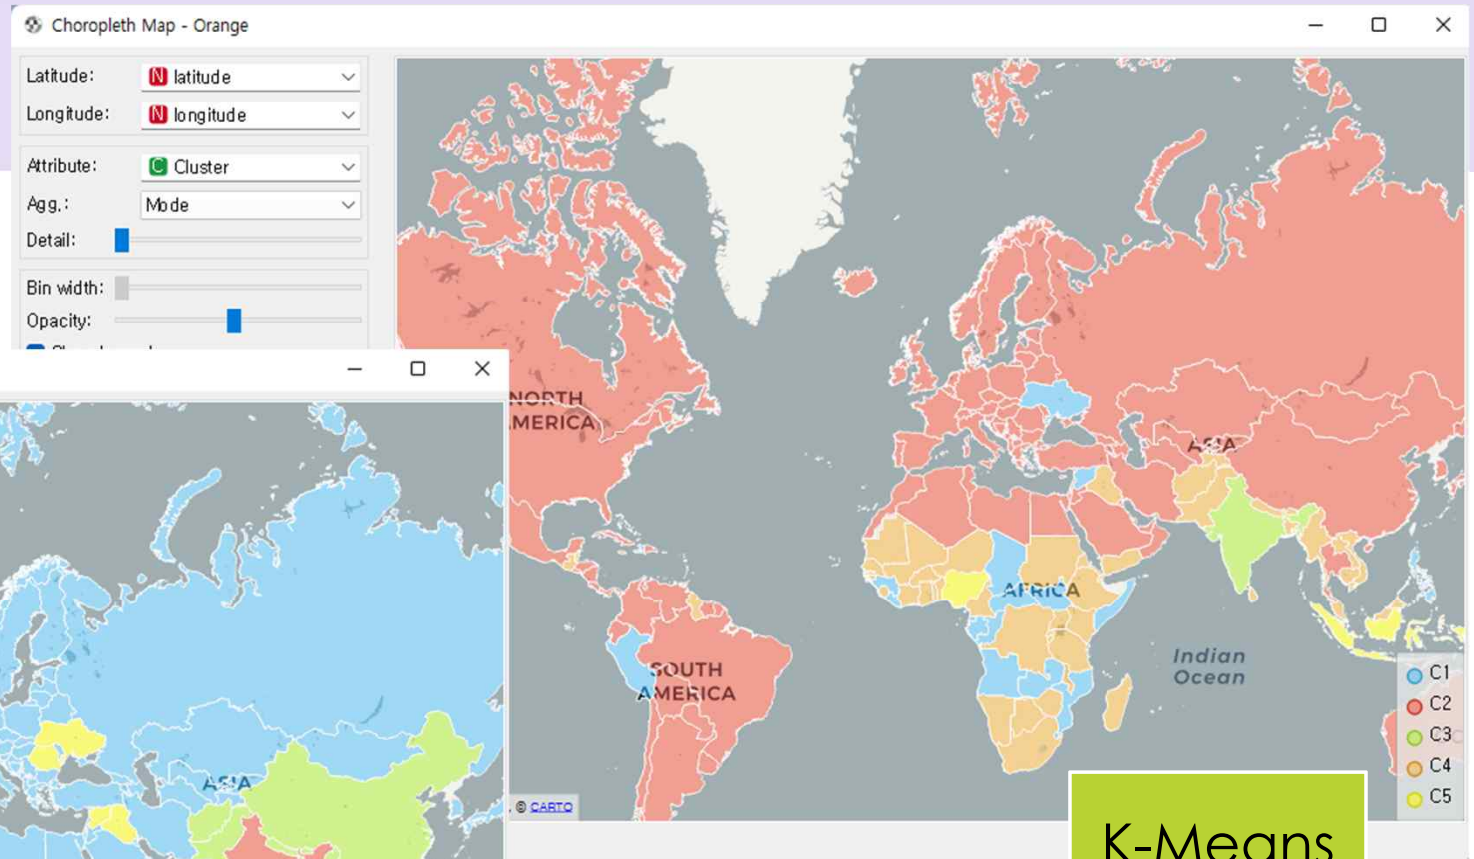 Choropleth Map - Orange
Latitude: N latitude
Longitude: N longitude
Attribute: C Cluster
Agg.: Mode
Detail:
Bin width:
Opacity:
NORTH
MERICA
ASIA
AFRICA
SOUTH
AMERICA
Indian
Ocean
C1
C2
C3
C4
C5
© CARTO
ASIA
K-Means